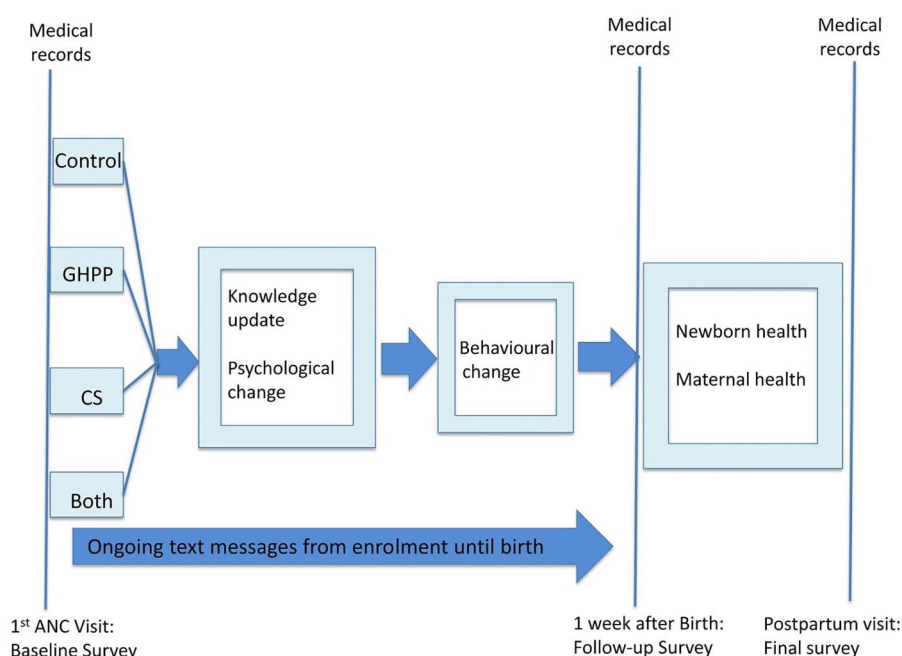 Medical
records
Medical
records
Medical
records
Control
GHPP
CS
Both
Knowledge
update
Psychological
change
Behavioural
change
Newborn health
Maternal health
Ongoing text messages from enrolment until birth
1st ANC Visit:
Baseline Survey
1 week after Birth:
Follow-up Survey
Postpartum visit:
Final survey